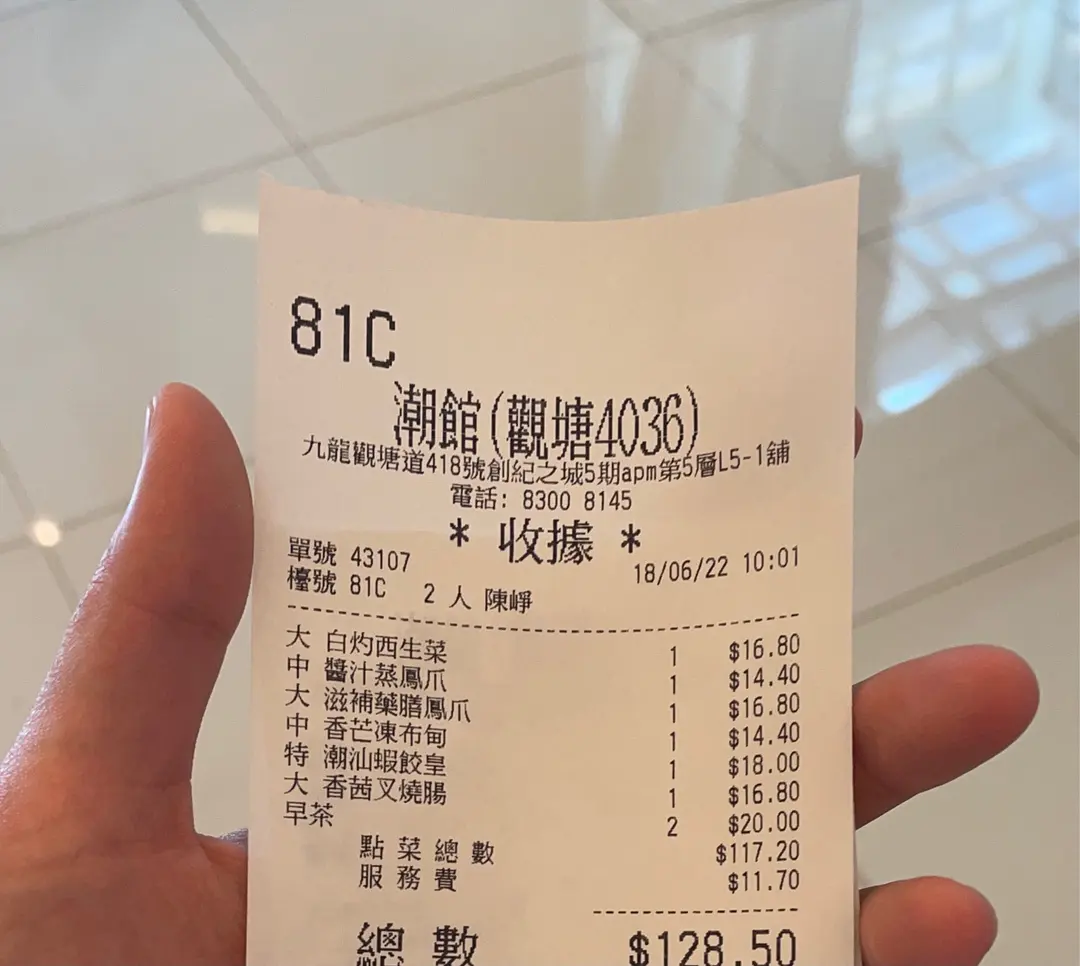 81C
潮館(觀塘4036)
九龍觀塘道418號創紀之城5期apm第5層L5-1舖
電話: 8300 8145
* 收據 *
單號 43107 18/06/22 10:01
檯號 81C 2 人 陳崢
大 白灼西生菜 1 $16.80
中 醬汁蒸鳳爪 1 $14.40
大 滋補藥膳鳳爪 1 $16.80
中 香芒凍布甸 1 $14.40
特 潮汕蝦餃皇 1 $18.00
大 香茜叉燒腸 1 $16.80
早茶 2 $20.00
點菜總數 $117.20
服務費 $11.70
總數 $128.50